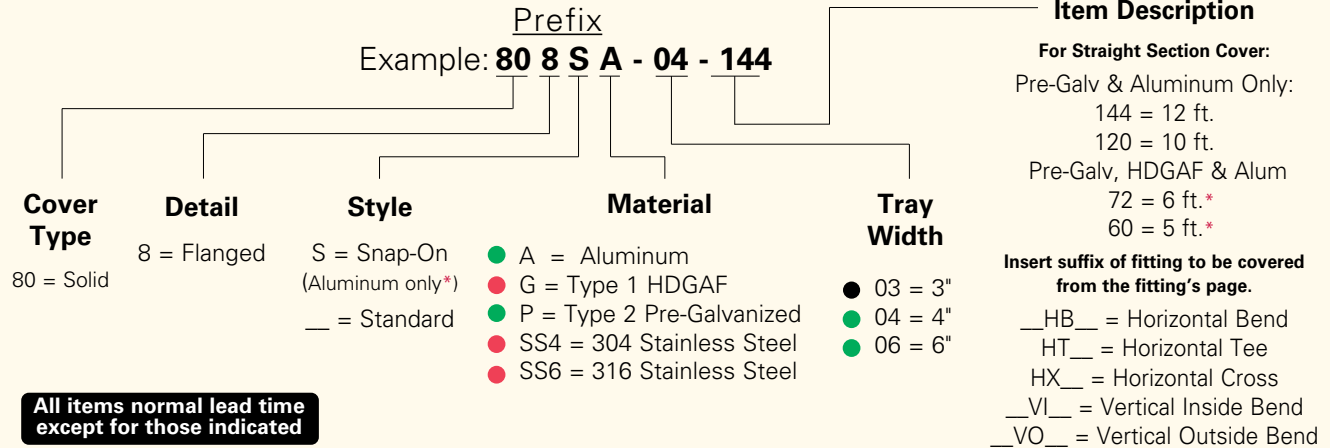 Prefix
Example: 80 8 S A - 04 - 144
Cover
Type
80 = Solid
Detail
8 = Flanged
Style
S = Snap-On
(Aluminum only*)
__ = Standard
Material
A = Aluminum
G = Type 1 HDGAF
P = Type 2 Pre-Galvanized
SS4 = 304 Stainless Steel
SS6 = 316 Stainless Steel
Tray
Width
03 = 3"
04 = 4"
06 = 6"
Item Description
For Straight Section Cover:
Pre-Galv & Aluminum Only:
144 = 12 ft.
120 = 10 ft.
Pre-Galv, HDGAF & Alum
72 = 6 ft.*
60 = 5 ft.*
Insert suffix of fitting to be covered
from the fitting's page.
__HB__ = Horizontal Bend
HT__ = Horizontal Tee
HX__ = Horizontal Cross
__VI__ = Vertical Inside Bend
__VO__ = Vertical Outside Bend
All items normal lead time
except for those indicated